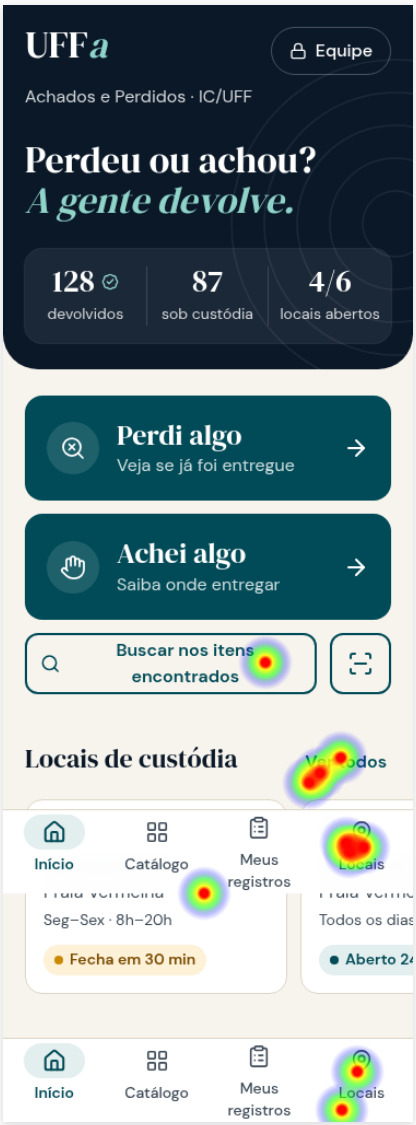 UFFa
Equipe
Achados e Perdidos · IC/UFF
Perdeu ou achou?
A gente devolve.
128
devolvidos
87
sob custódia
4/6
locais abertos
Perdi algo
Veja se já foi entregue
Achei algo
Saiba onde entregar
Buscar nos itens
encontrados
Locais de custódia
Ver todos
Início
Catálogo
Meus
registros
Locais
Praia Vermelha
Seg–Sex · 8h–20h
Todos os dias
Fecha em 30 min
Aberto 24
Início
Catálogo
Meus
registros
Locais